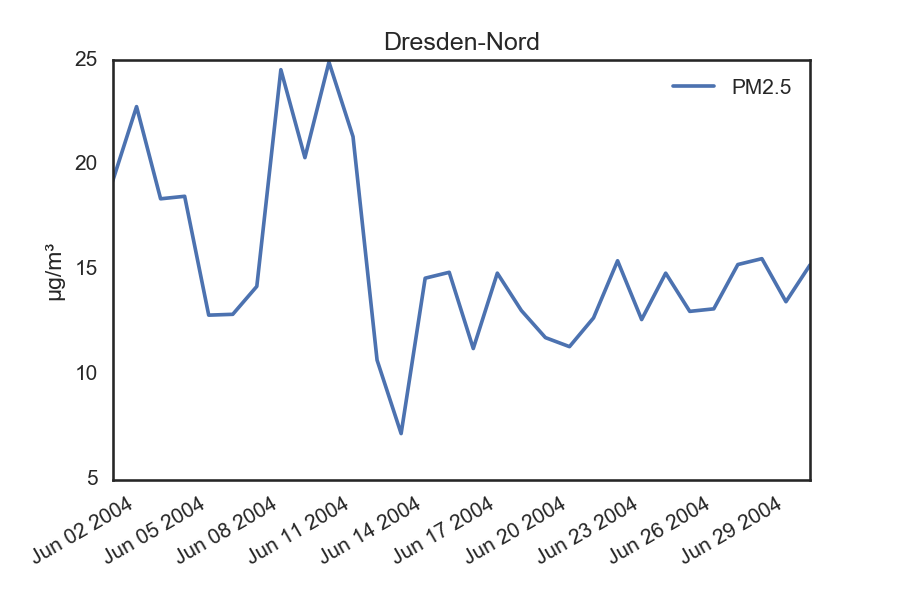 Dresden-Nord
PM2.5
µg/m³
25
20
15
10
5
Jun 02 2004
Jun 05 2004
Jun 08 2004
Jun 11 2004
Jun 14 2004
Jun 17 2004
Jun 20 2004
Jun 23 2004
Jun 26 2004
Jun 29 2004